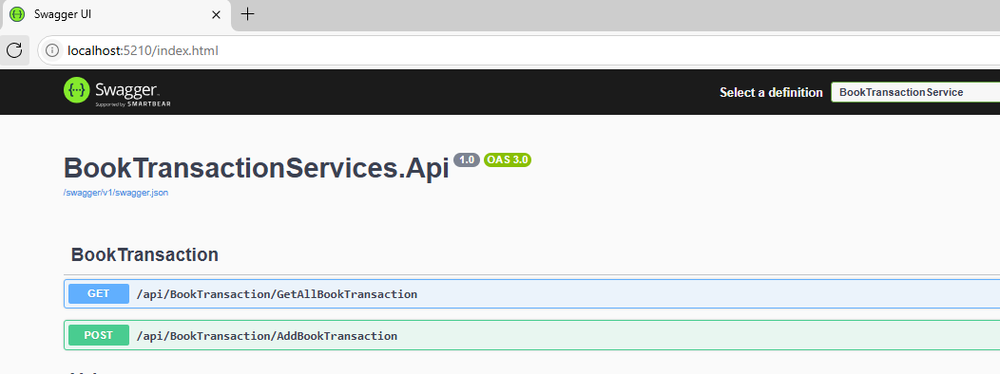 Swagger UI
localhost:5210/index.html
Swagger
Supported by SMARTBEAR
Select a definition
BookTransactionService
BookTransactionServices.Api 1.0 OAS 3.0
/swagger/v1/swagger.json
BookTransaction
GET /api/BookTransaction/GetAllBookTransaction
POST /api/BookTransaction/AddBookTransaction